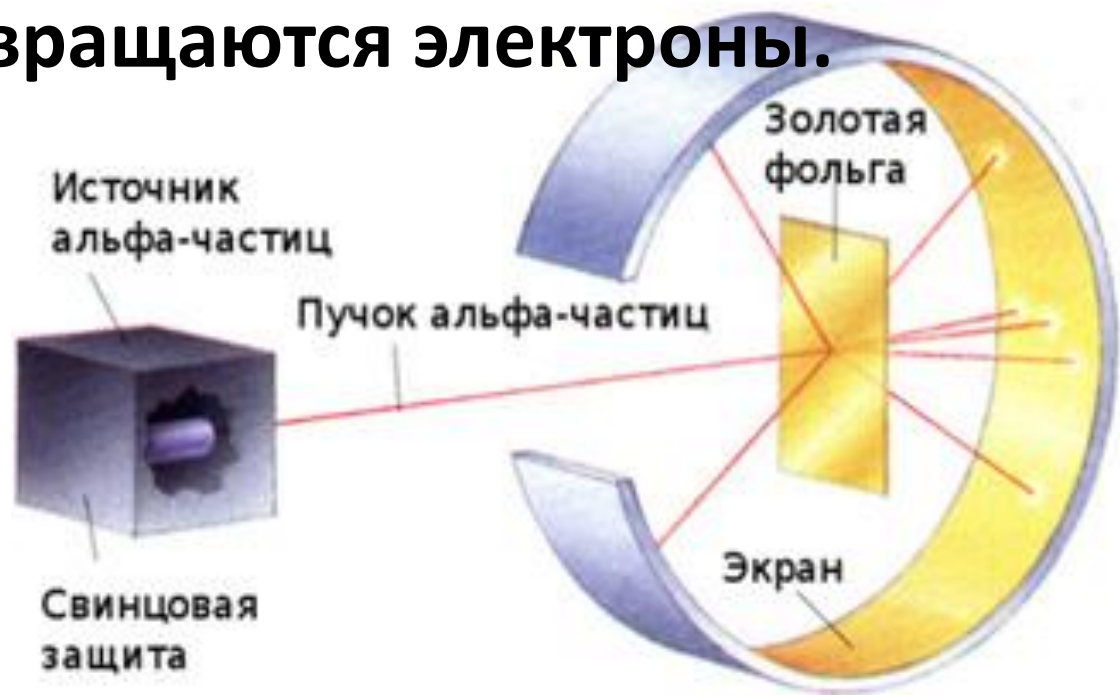 вращаются электроны.
Золотая
фольга
Источник
альфа-частиц
Пучок альфа-частиц
Экран
Свинцовая
защита